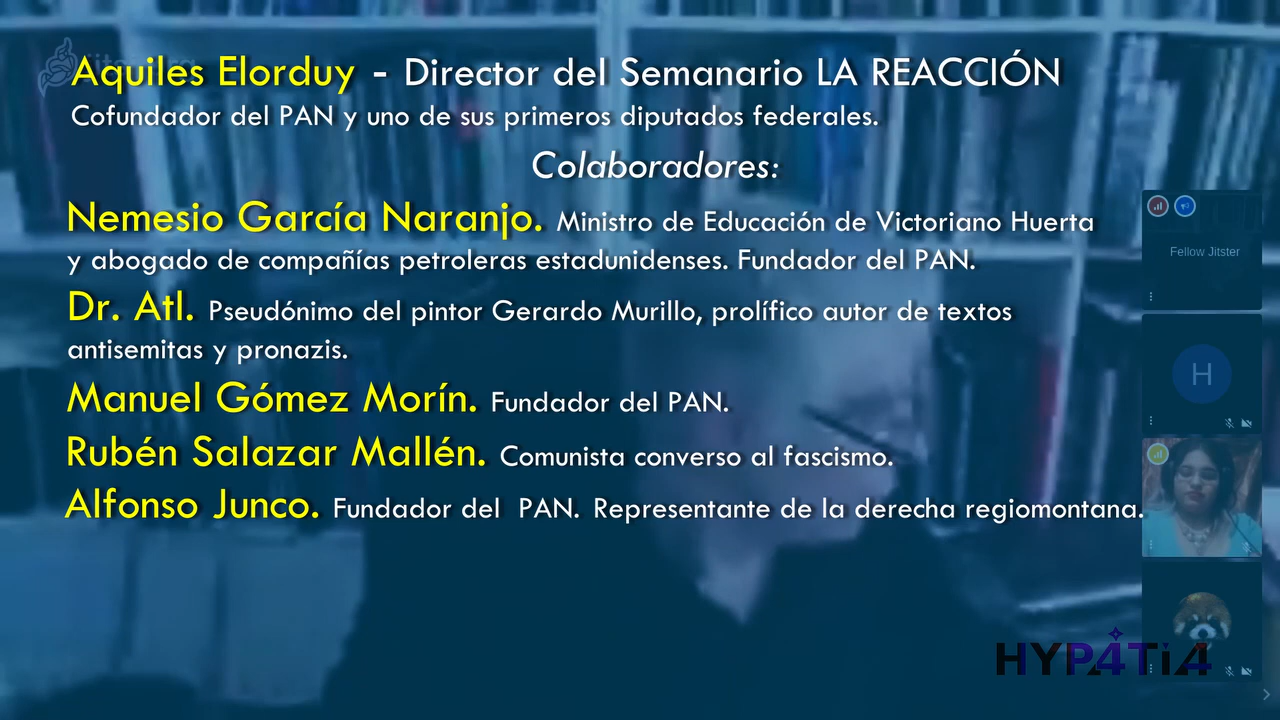 Aquiles Elorduy - Director del Semanario LA REACCIÓN
Cofundador del PAN y uno de sus primeros diputados federales.
Colaboradores:
Nemesio García Naranjo. Ministro de Educación de Victoriano Huerta
y abogado de compañías petroleras estadunidenses. Fundador del PAN.
Dr. Atl. Pseudónimo del pintor Gerardo Murillo, prolífico autor de textos
antisemitas y pronazis.
Manuel Gómez Morín. Fundador del PAN.
Rubén Salazar Mallén. Comunista converso al fascismo.
Alfonso Junco. Fundador del PAN. Representante de la derecha regiomontana.
Fellow Jitster
H
HYP4TiA